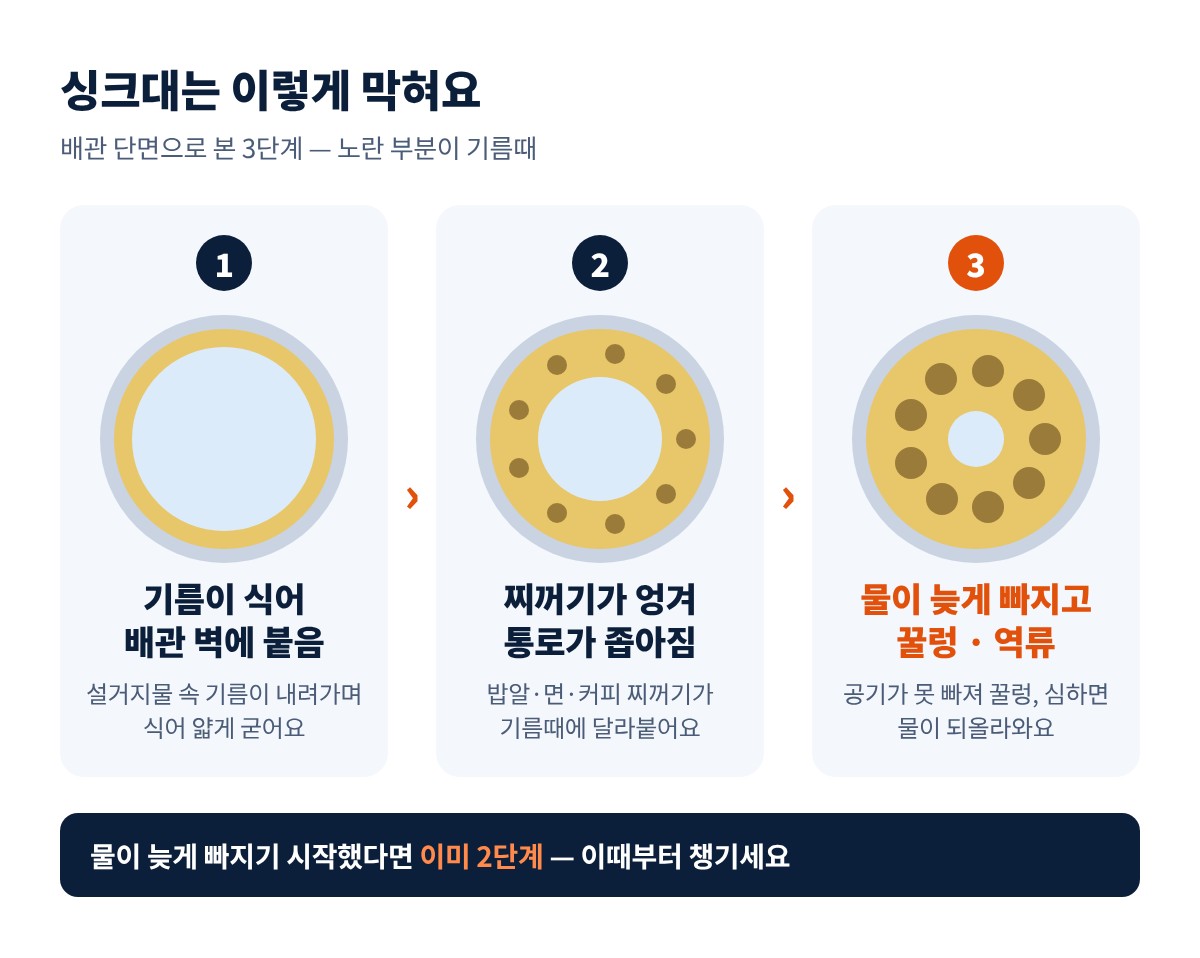 싱크대는 이렇게 막혀요
배관 단면으로 본 3단계 — 노란 부분이 기름때
1
기름이 식어
배관 벽에 붙음
설거지물 속 기름이 내려가며
식어 얇게 굳어요
›
2
찌꺼기가 엉겨
통로가 좁아짐
밥알·면·커피 찌꺼기가
기름때에 달라붙어요
›
3
물이 늦게 빠지고
꿀렁 · 역류
공기가 못 빠져 꿀렁, 심하면
물이 되올라와요
물이 늦게 빠지기 시작했다면 이미 2단계 — 이때부터 챙기세요